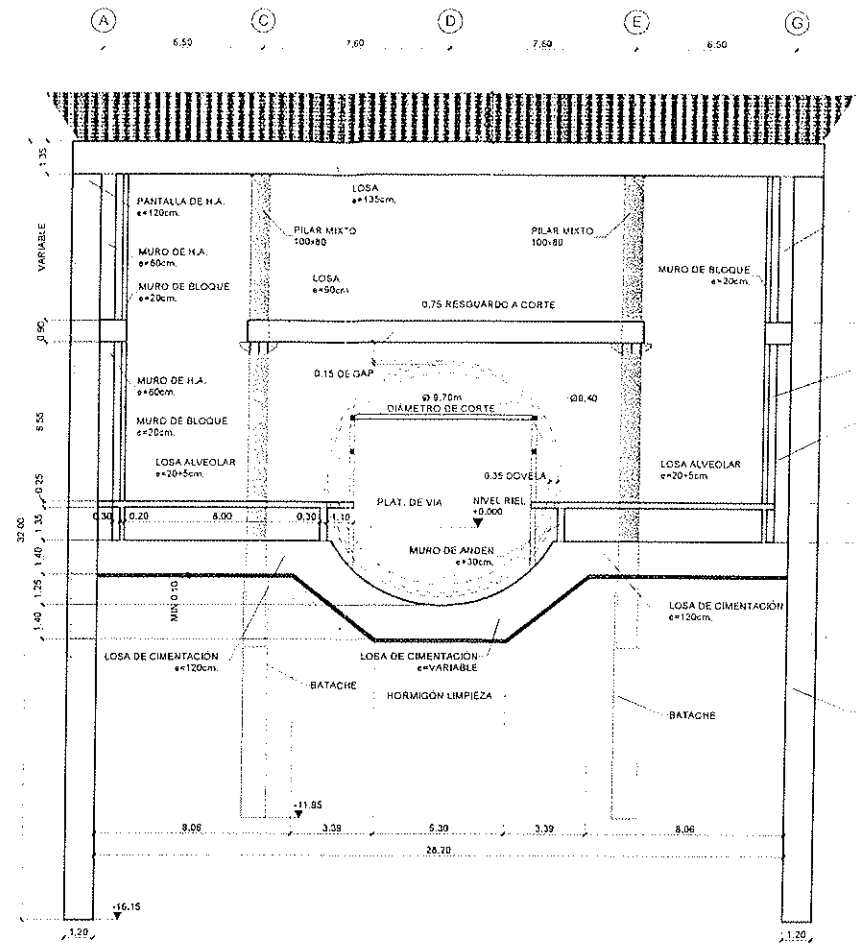 A C D E G
6.50 7.60 7.60 6.50
1.35
LOSA
e=135cm.
PANTALLA DE H.A.
e=120cm.
PILAR MIXTO
100x80
PILAR MIXTO
100x80
VARIABLE
MURO DE H.A.
e=60cm.
MURO DE BLOQUE
e=20cm.
LOSA
e=90cm
MURO DE BLOQUE
e=20cm.
0.75 RESGUARDO A CORTE
0.90
0.15 DE GAP
MURO DE H.A.
e=60cm.
Ø 9,70m
DIÁMETRO DE CORTE
Ø8,40
MURO DE BLOQUE
e=20cm.
LOSA ALVEOLAR
e=20+5cm.
LOSA ALVEOLAR
e=20+5cm
0.35 DOVELA
0.25
PLAT. DE VIA
NIVEL RIEL
+0.000
0.30 0.20 8.00 0.30 1.10
32.00
1.35
1.40
MURO DE ANDEN
e=30cm.
1.25
MIN 0.10
LOSA DE CIMENTACIÓN
e=120cm.
1.40
LOSA DE CIMENTACIÓN
e=120cm.
LOSA DE CIMENTACIÓN
e=VARIABLE
BATACHE
HORMIGÓN LIMPIEZA
BATACHE
-11.85
8.06 3.39 5.30 3.39 8.06
28.20
-16.15
1.20 1.20